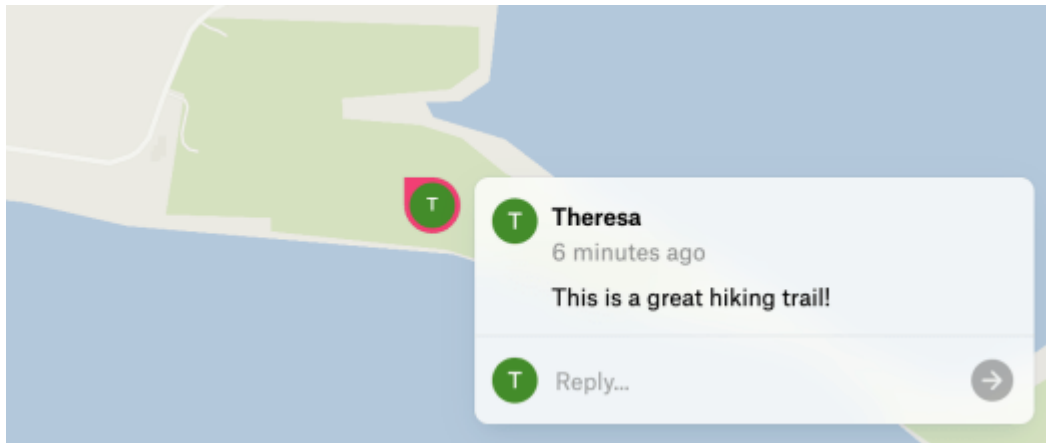 T
T
Theresa
6 minutes ago
This is a great hiking trail!
T
Reply...